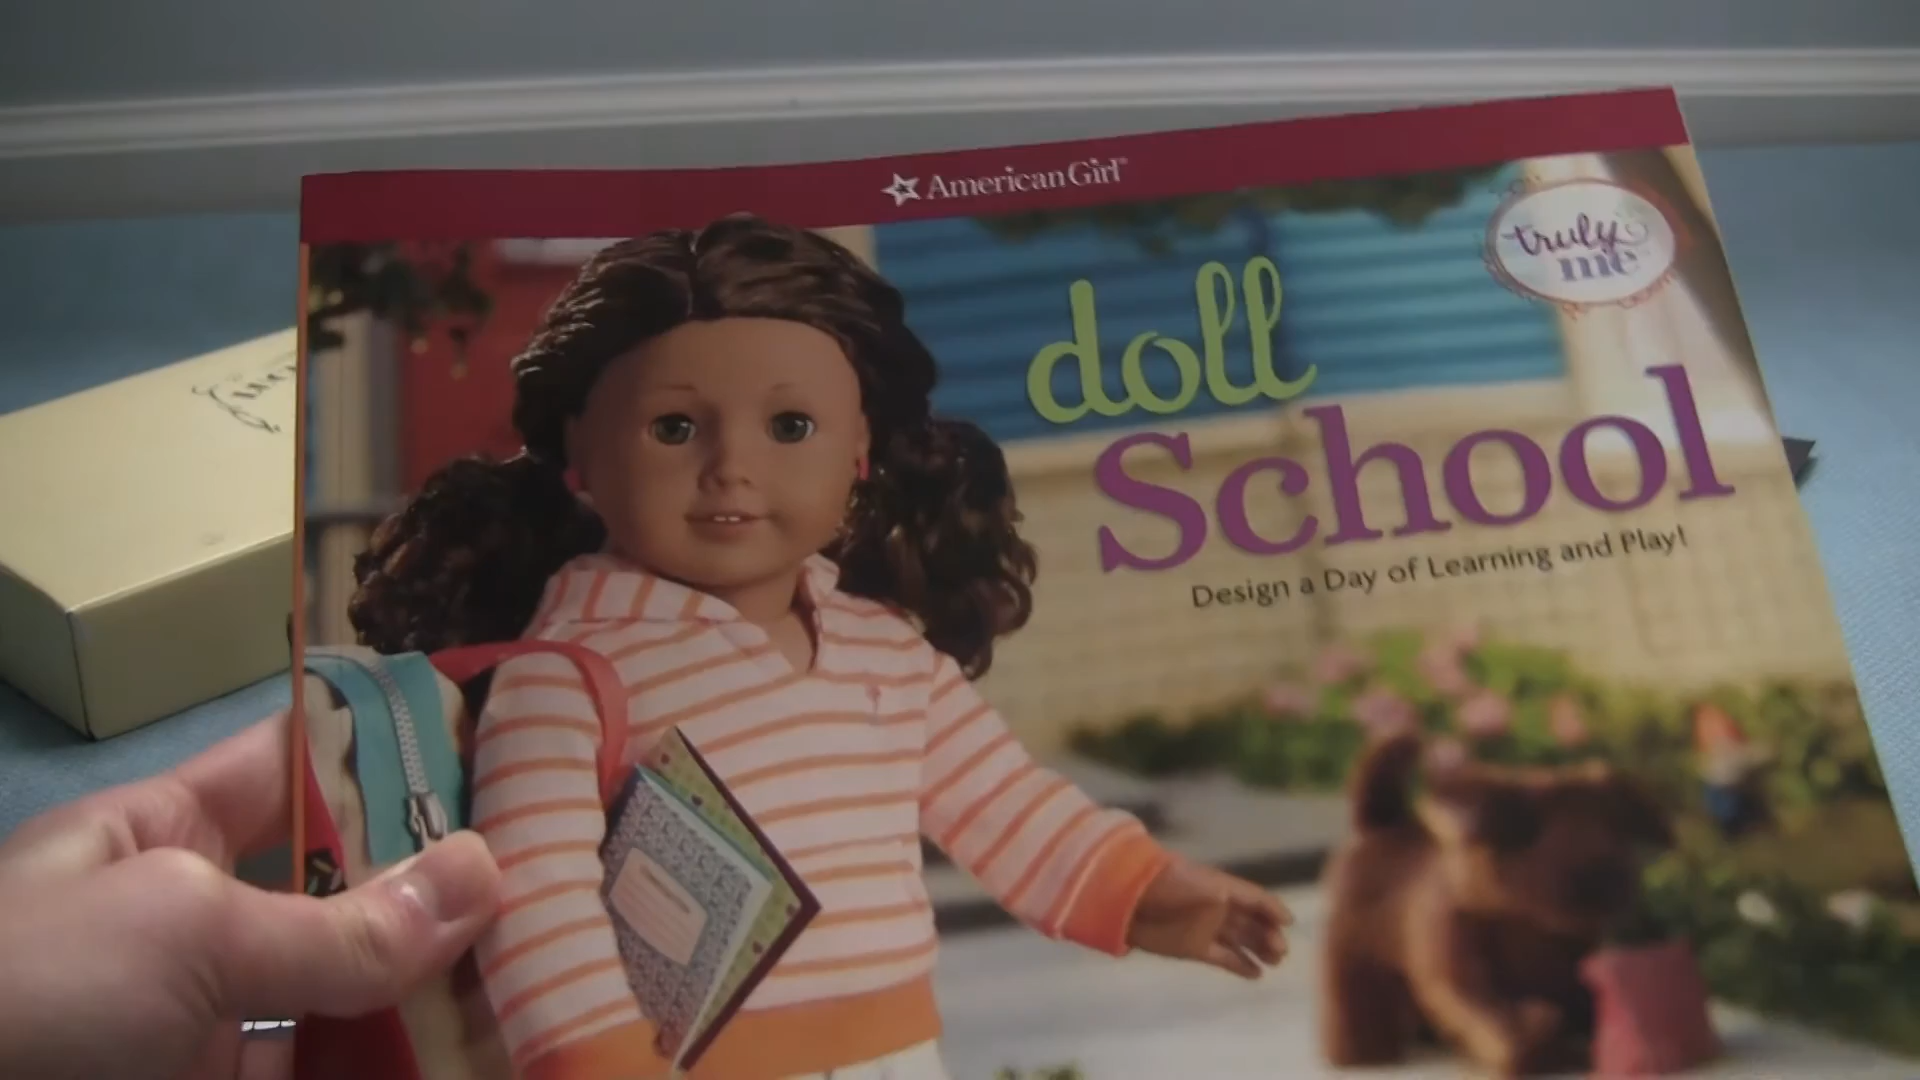 American Girl®
truly
me
doll
School
Design a Day of Learning and Play!